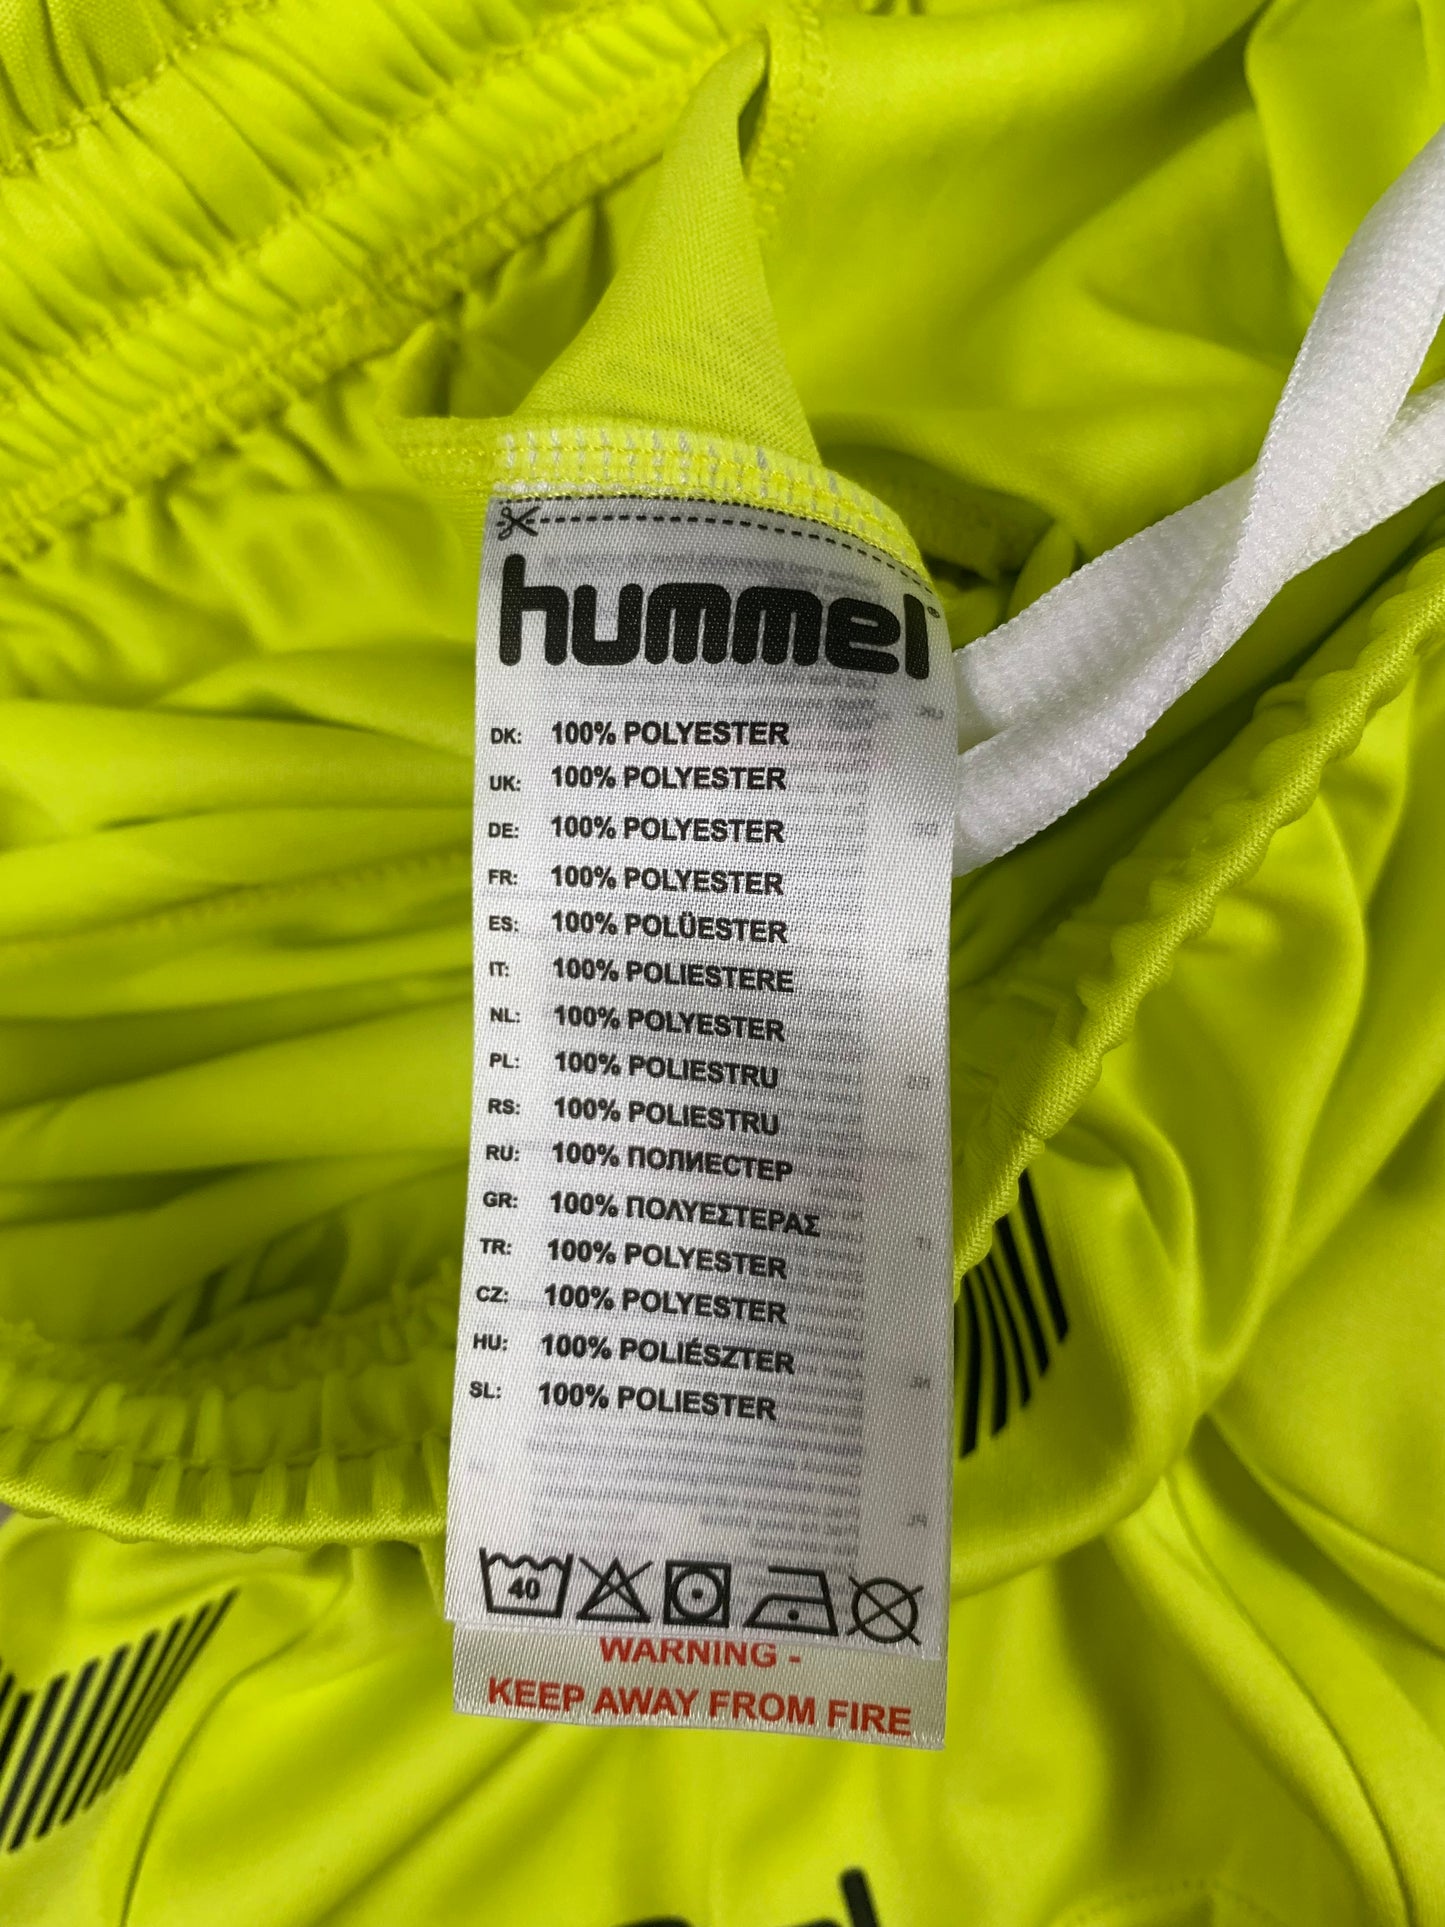 hummel®
DK: 100% POLYESTER
UK: 100% POLYESTER
DE: 100% POLYESTER
FR: 100% POLYESTER
ES: 100% POLÜESTER
IT: 100% POLIESTERE
NL: 100% POLYESTER
PL: 100% POLIESTRU
RS: 100% POLIESTRU
RU: 100% ПОЛИЕСТЕР
GR: 100% ΠΟΛΥΕΣΤΕΡΑΣ
TR: 100% POLYESTER
CZ: 100% POLYESTER
HU: 100% POLIÉSZTER
SL: 100% POLIESTER
40
WARNING -
KEEP AWAY FROM FIRE